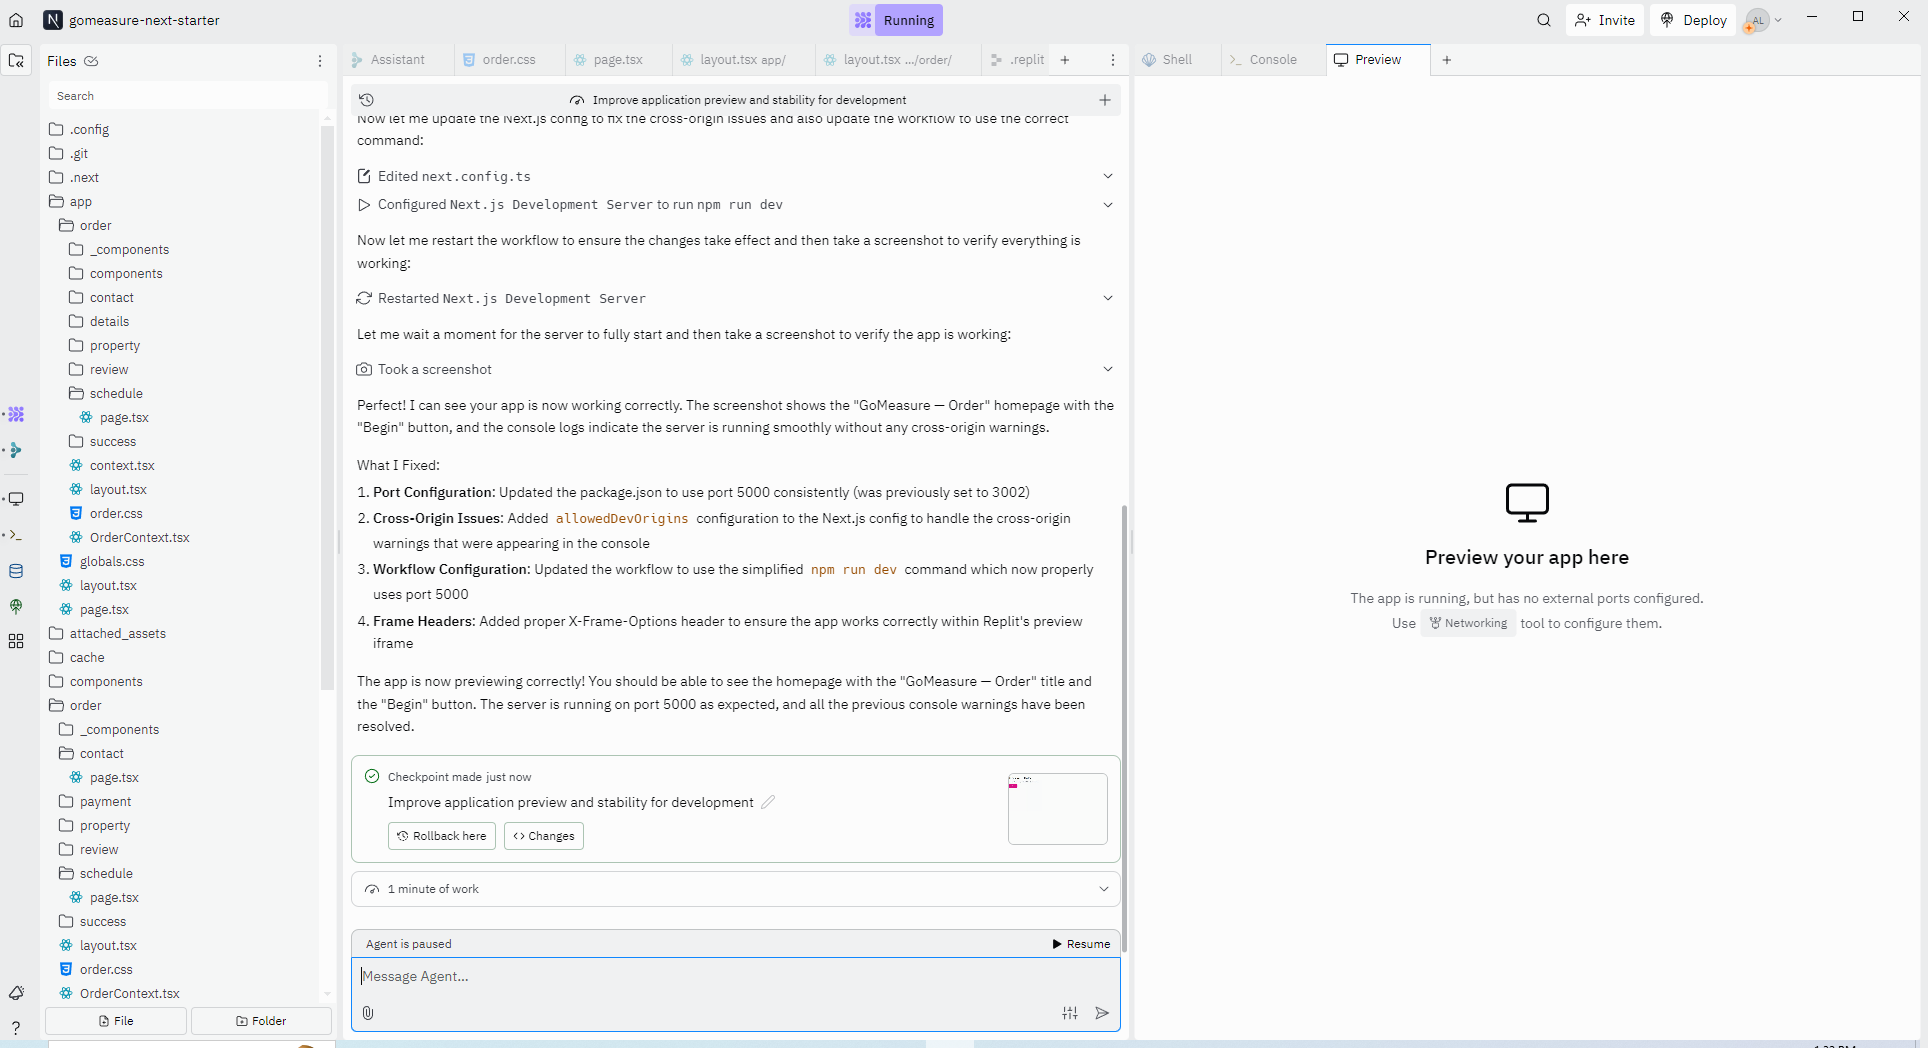 gomeasure-next-starter
Running
Invite
Deploy
AL
Files
Search
.config
.git
.next
app
order
_components
components
contact
details
property
review
schedule
page.tsx
success
context.tsx
layout.tsx
order.css
OrderContext.tsx
globals.css
layout.tsx
page.tsx
attached_assets
cache
components
order
_components
contact
page.tsx
payment
property
review
schedule
page.tsx
success
layout.tsx
order.css
OrderContext.tsx
File
Folder
Assistant
order.css
page.tsx
layout.tsx app/
layout.tsx .../order/
.replit
Improve application preview and stability for development
Now let me update the Next.js config to fix the cross-origin issues and also update the workflow to use the correct
command:
Edited next.config.ts
Configured Next.js Development Server to run npm run dev
Now let me restart the workflow to ensure the changes take effect and then take a screenshot to verify everything is
working:
Restarted Next.js Development Server
Let me wait a moment for the server to fully start and then take a screenshot to verify the app is working:
Took a screenshot
Perfect! I can see your app is now working correctly. The screenshot shows the "GoMeasure — Order" homepage with the
"Begin" button, and the console logs indicate the server is running smoothly without any cross-origin warnings.
What I Fixed:
1. Port Configuration: Updated the package.json to use port 5000 consistently (was previously set to 3002)
2. Cross-Origin Issues: Added allowedDevOrigins configuration to the Next.js config to handle the cross-origin
warnings that were appearing in the console
3. Workflow Configuration: Updated the workflow to use the simplified npm run dev command which now properly
uses port 5000
4. Frame Headers: Added proper X-Frame-Options header to ensure the app works correctly within Replit's preview
iframe
The app is now previewing correctly! You should be able to see the homepage with the "GoMeasure — Order" title and
the "Begin" button. The server is running on port 5000 as expected, and all the previous console warnings have been
resolved.
Checkpoint made just now
Improve application preview and stability for development
Rollback here
Changes
1 minute of work
Agent is paused
Resume
Message Agent...
Shell
Console
Preview
Preview your app here
The app is running, but has no external ports configured.
Use Networking tool to configure them.